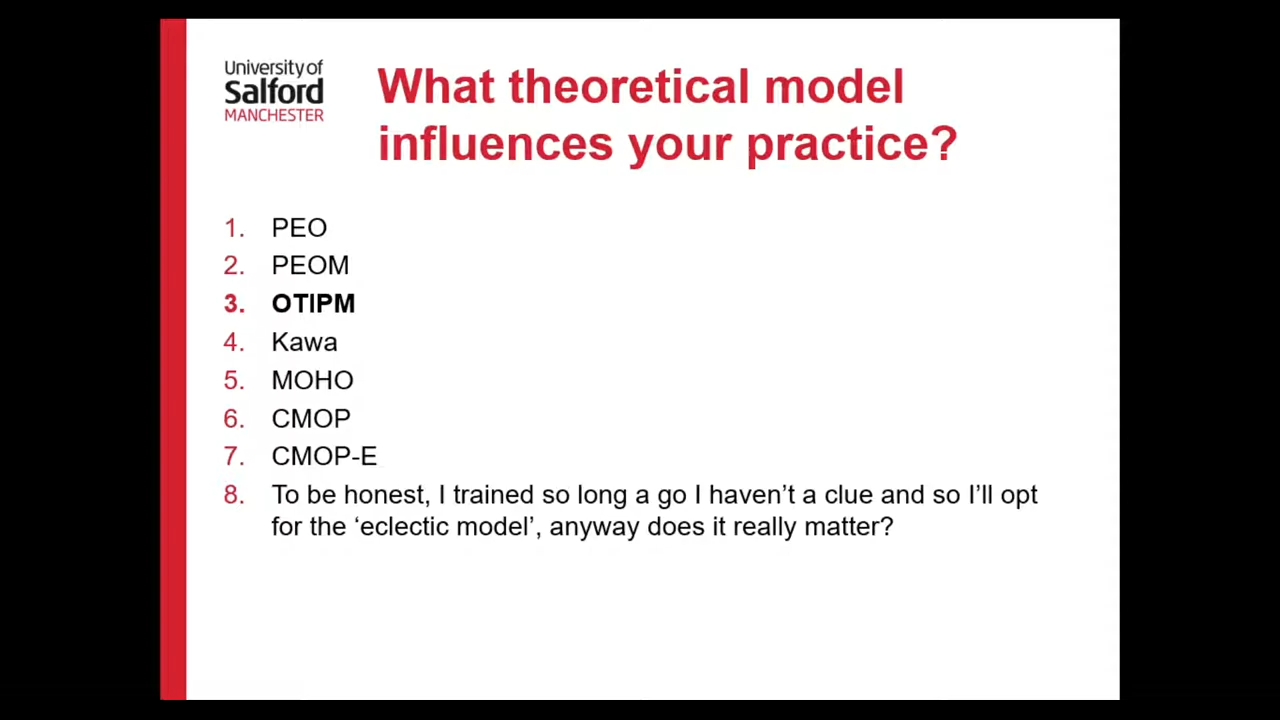 University of
Salford
MANCHESTER
What theoretical model
influences your practice?
1. PEO
2. PEOM
3. OTIPM
4. Kawa
5. MOHO
6. CMOP
7. CMOP-E
8. To be honest, I trained so long a go I haven’t a clue and so I’ll opt
for the ‘eclectic model’, anyway does it really matter?